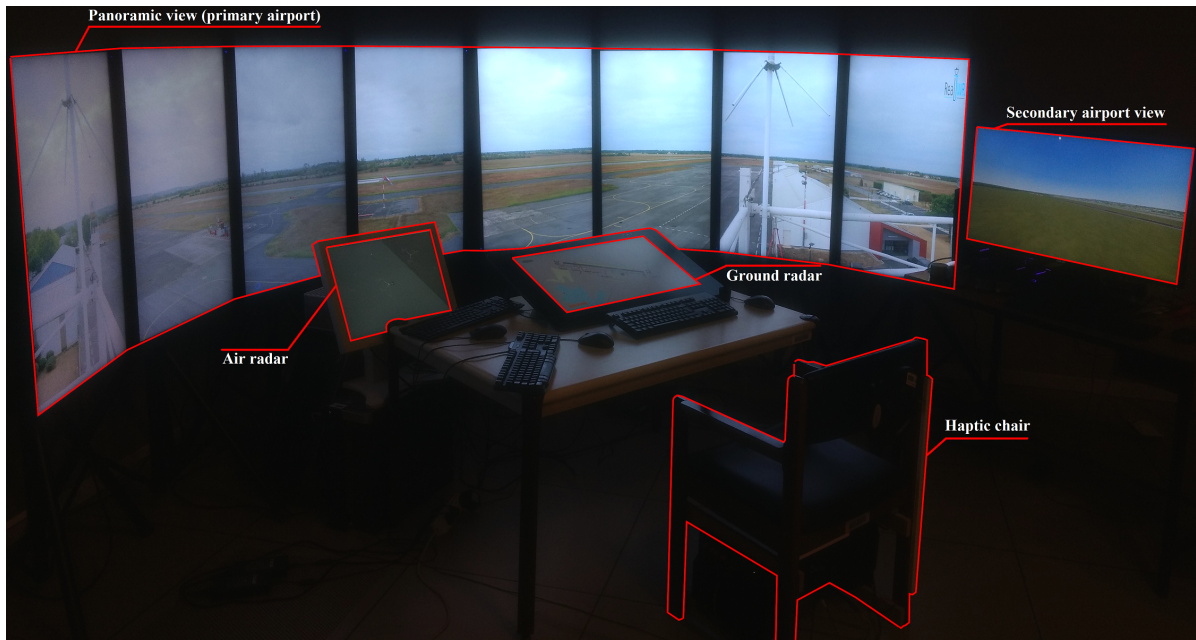 Panoramic view (primary airport)
Secondary airport view
Ground radar
Air radar
Haptic chair